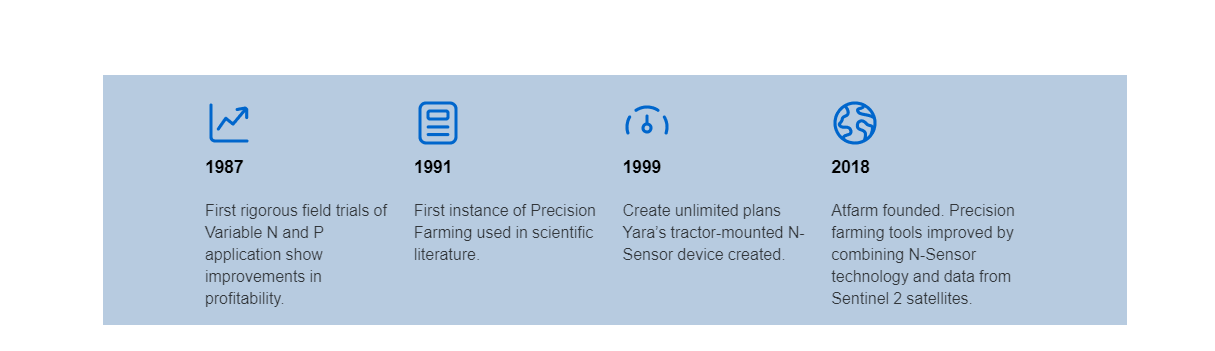 1987
First rigorous field trials of
Variable N and P
application show
improvements in
profitability.
1991
First instance of Precision
Farming used in scientific
literature.
1999
Create unlimited plans
Yara's tractor-mounted N-
Sensor device created.
2018
Atfarm founded. Precision
farming tools improved by
combining N-Sensor
technology and data from
Sentinel 2 satellites.